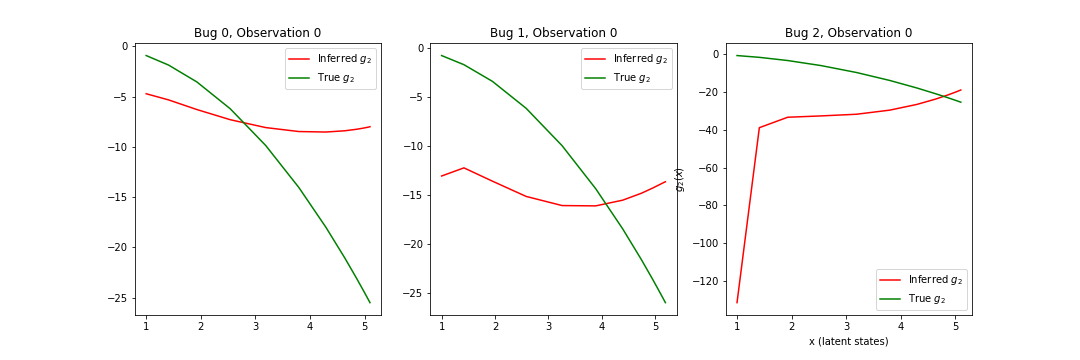 Bug 0, Observation 0
0
−5
−10
−15
−20
−25
1 2 3 4 5
Inferred g₂
True g₂
Bug 1, Observation 0
0
−5
−10
−15
−20
−25
1 2 3 4 5
Inferred g₂
True g₂
Bug 2, Observation 0
g₂(x)
0
−20
−40
−60
−80
−100
−120
1 2 3 4 5
x (latent states)
Inferred g₂
True g₂